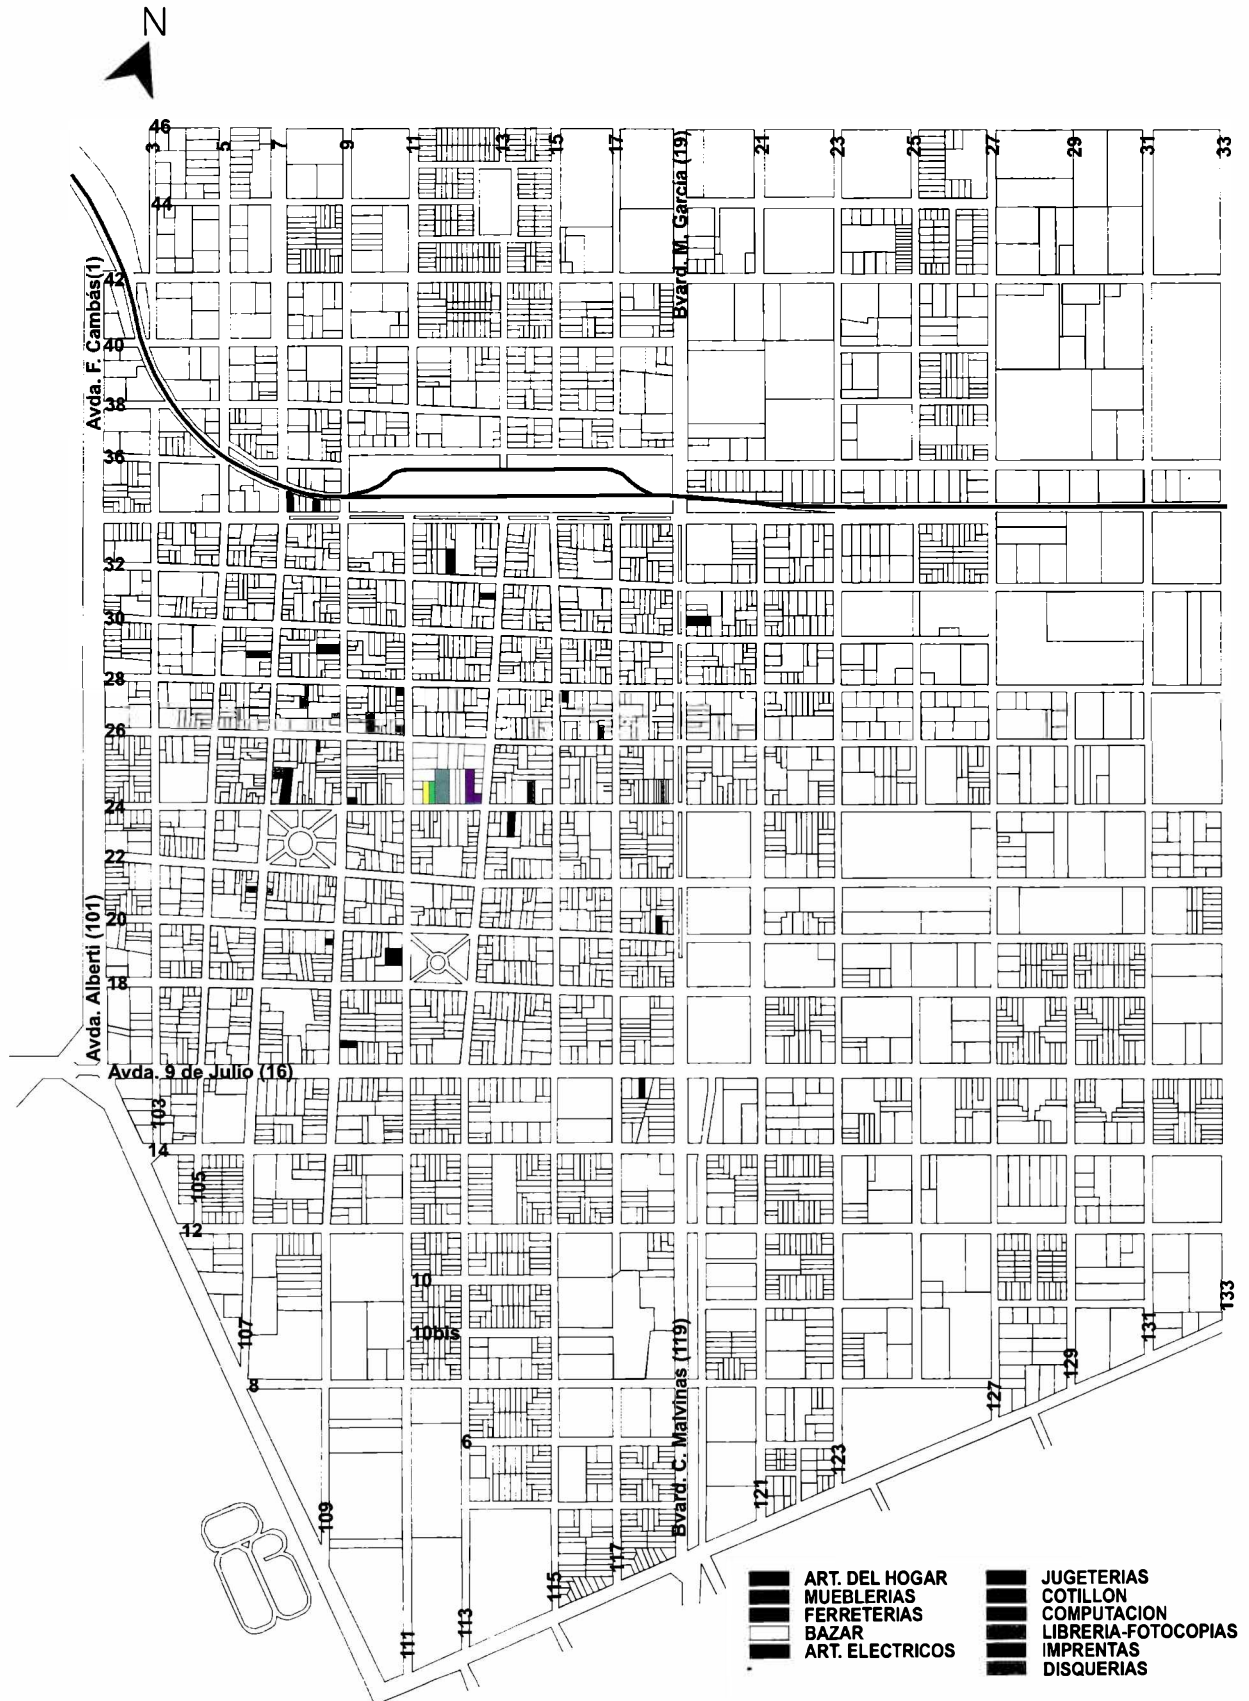 N
46
3
5
7
9
11
13
15
17
Bvard. M. García (19)
21
23
25
27
29
31
33
44
42
Avda. F. Cambás(1)
40
38
36
32
30
28
26
24
22
20
Avda. Alberti (101)
18
Avda. 9 de Julio (16)
103
14
105
12
10
107
10bis
8
6
Bvard. C. Malvinas (119)
133
131
129
127
123
121
109
117
115
113
111
ART. DEL HOGAR
MUEBLERIAS
FERRETERIAS
BAZAR
ART. ELECTRICOS
JUGETERIAS
COTILLON
COMPUTACION
LIBRERIA-FOTOCOPIAS
IMPRENTAS
DISQUERIAS